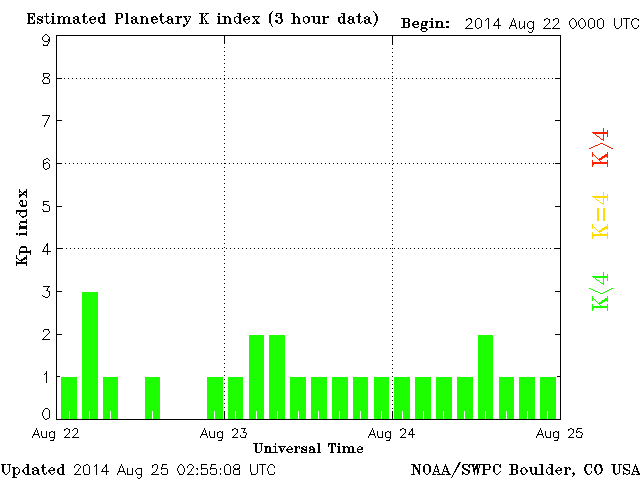 Estimated Planetary K index (3 hour data) Begin: 2014 Aug 22 0000 UTC
9
8
7
6
5
4
3
2
1
0
Kp index
K>4
K=4
K<4
Aug 22 Aug 23 Aug 24 Aug 25
Universal Time
Updated 2014 Aug 25 02:55:08 UTC NOAA/SWPC Boulder, CO USA